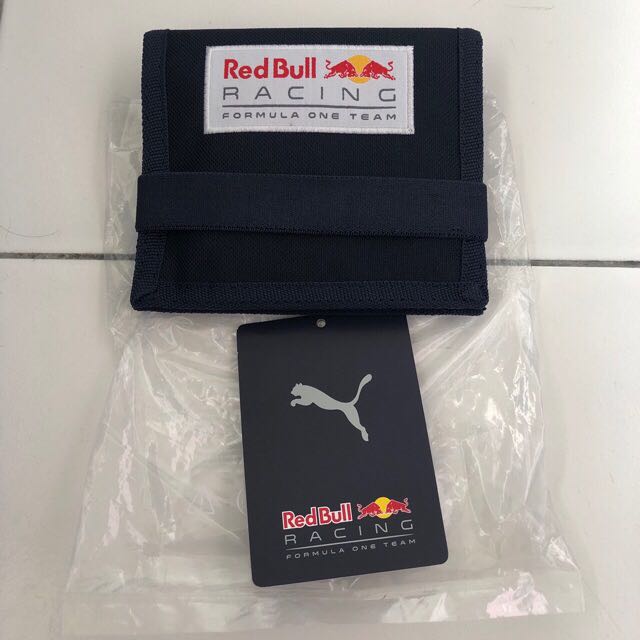 Red Bull
RACING
FORMULA ONE TEAM
Red Bull
RACING
FORMULA ONE TEAM